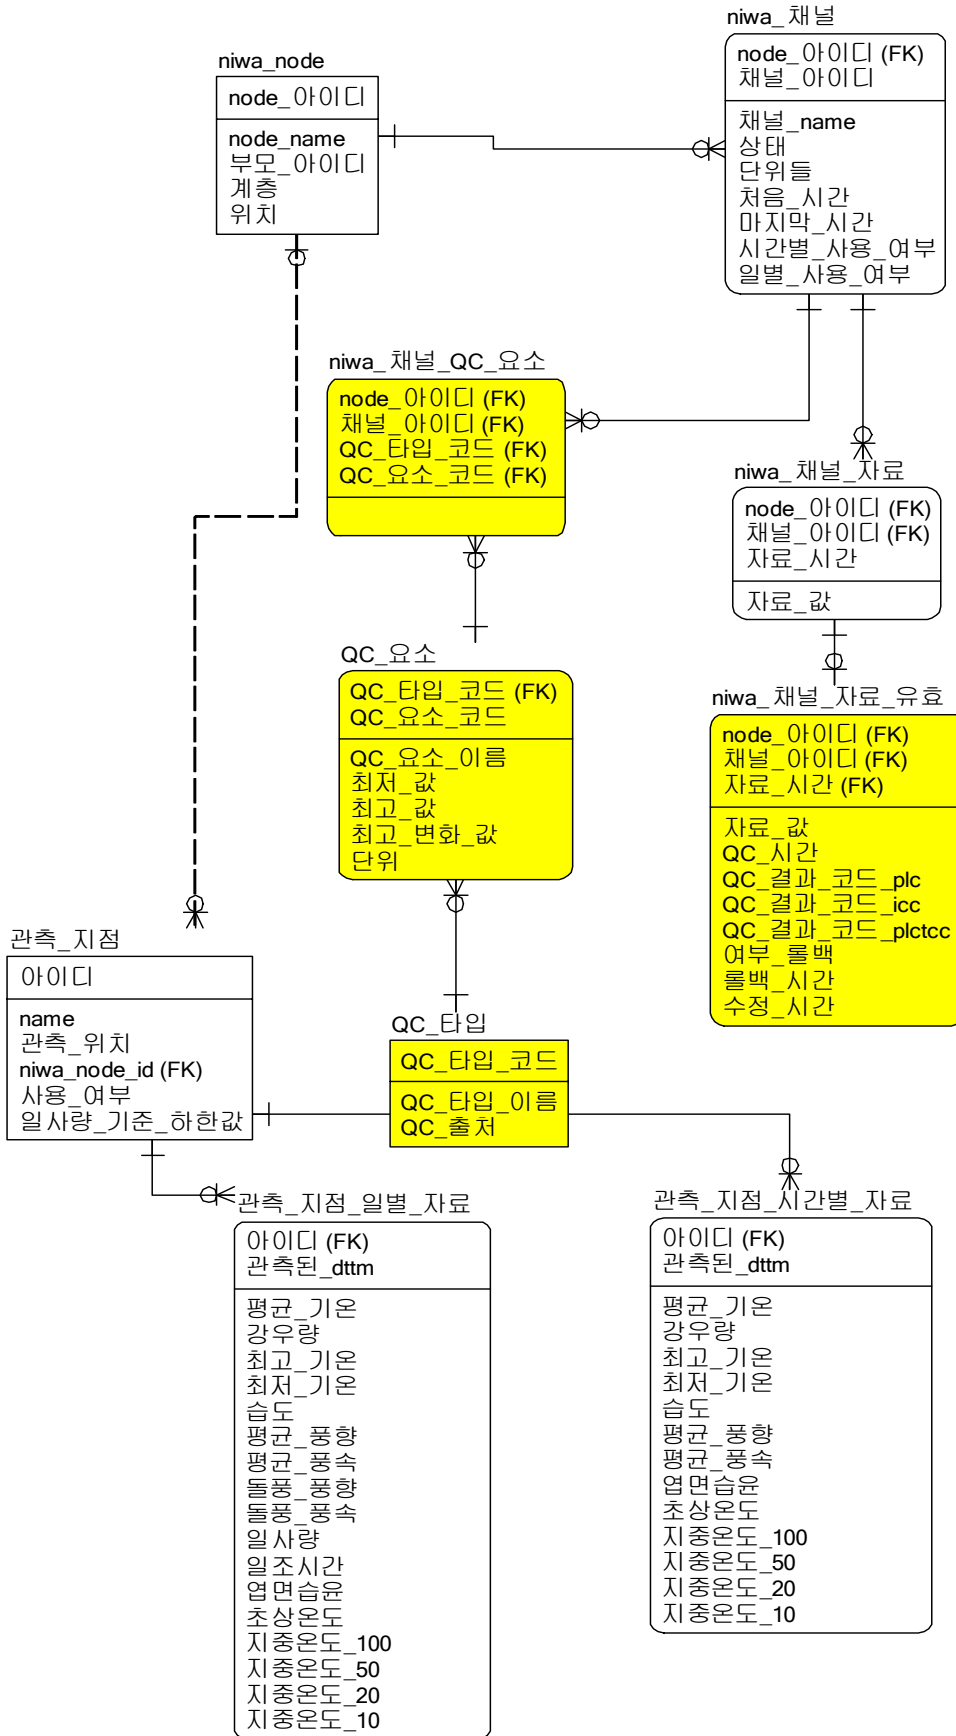 niwa_채널
node_아이디 (FK)
채널_아이디
채널_name
상태
단위들
처음_시간
마지막_시간
시간별_사용_여부
일별_사용_여부
niwa_node
node_아이디
node_name
부모_아이디
계층
위치
niwa_채널_QC_요소
node_아이디 (FK)
채널_아이디 (FK)
QC_타입_코드 (FK)
QC_요소_코드 (FK)
niwa_채널_자료
node_아이디 (FK)
채널_아이디 (FK)
자료_시간
자료_값
QC_요소
QC_타입_코드 (FK)
QC_요소_코드
QC_요소_이름
최저_값
최고_값
최고_변화_값
단위
niwa_채널_자료_유효
node_아이디 (FK)
채널_아이디 (FK)
자료_시간 (FK)
자료_값
QC_시간
QC_결과_코드_plc
QC_결과_코드_icc
QC_결과_코드_plctcc
여부_롤백
롤백_시간
수정_시간
관측_지점
아이디
name
관측_위치
niwa_node_id (FK)
사용_여부
일사량_기준_하한값
QC_타입
QC_타입_코드
QC_타입_이름
QC_출처
관측_지점_일별_자료
아이디 (FK)
관측된_dttm
평균_기온
강우량
최고_기온
최저_기온
습도
평균_풍향
평균_풍속
돌풍_풍향
돌풍_풍속
일사량
일조시간
엽면습윤
초상온도
지중온도_100
지중온도_50
지중온도_20
지중온도_10
관측_지점_시간별_자료
아이디 (FK)
관측된_dttm
평균_기온
강우량
최고_기온
최저_기온
습도
평균_풍향
평균_풍속
엽면습윤
초상온도
지중온도_100
지중온도_50
지중온도_20
지중온도_10